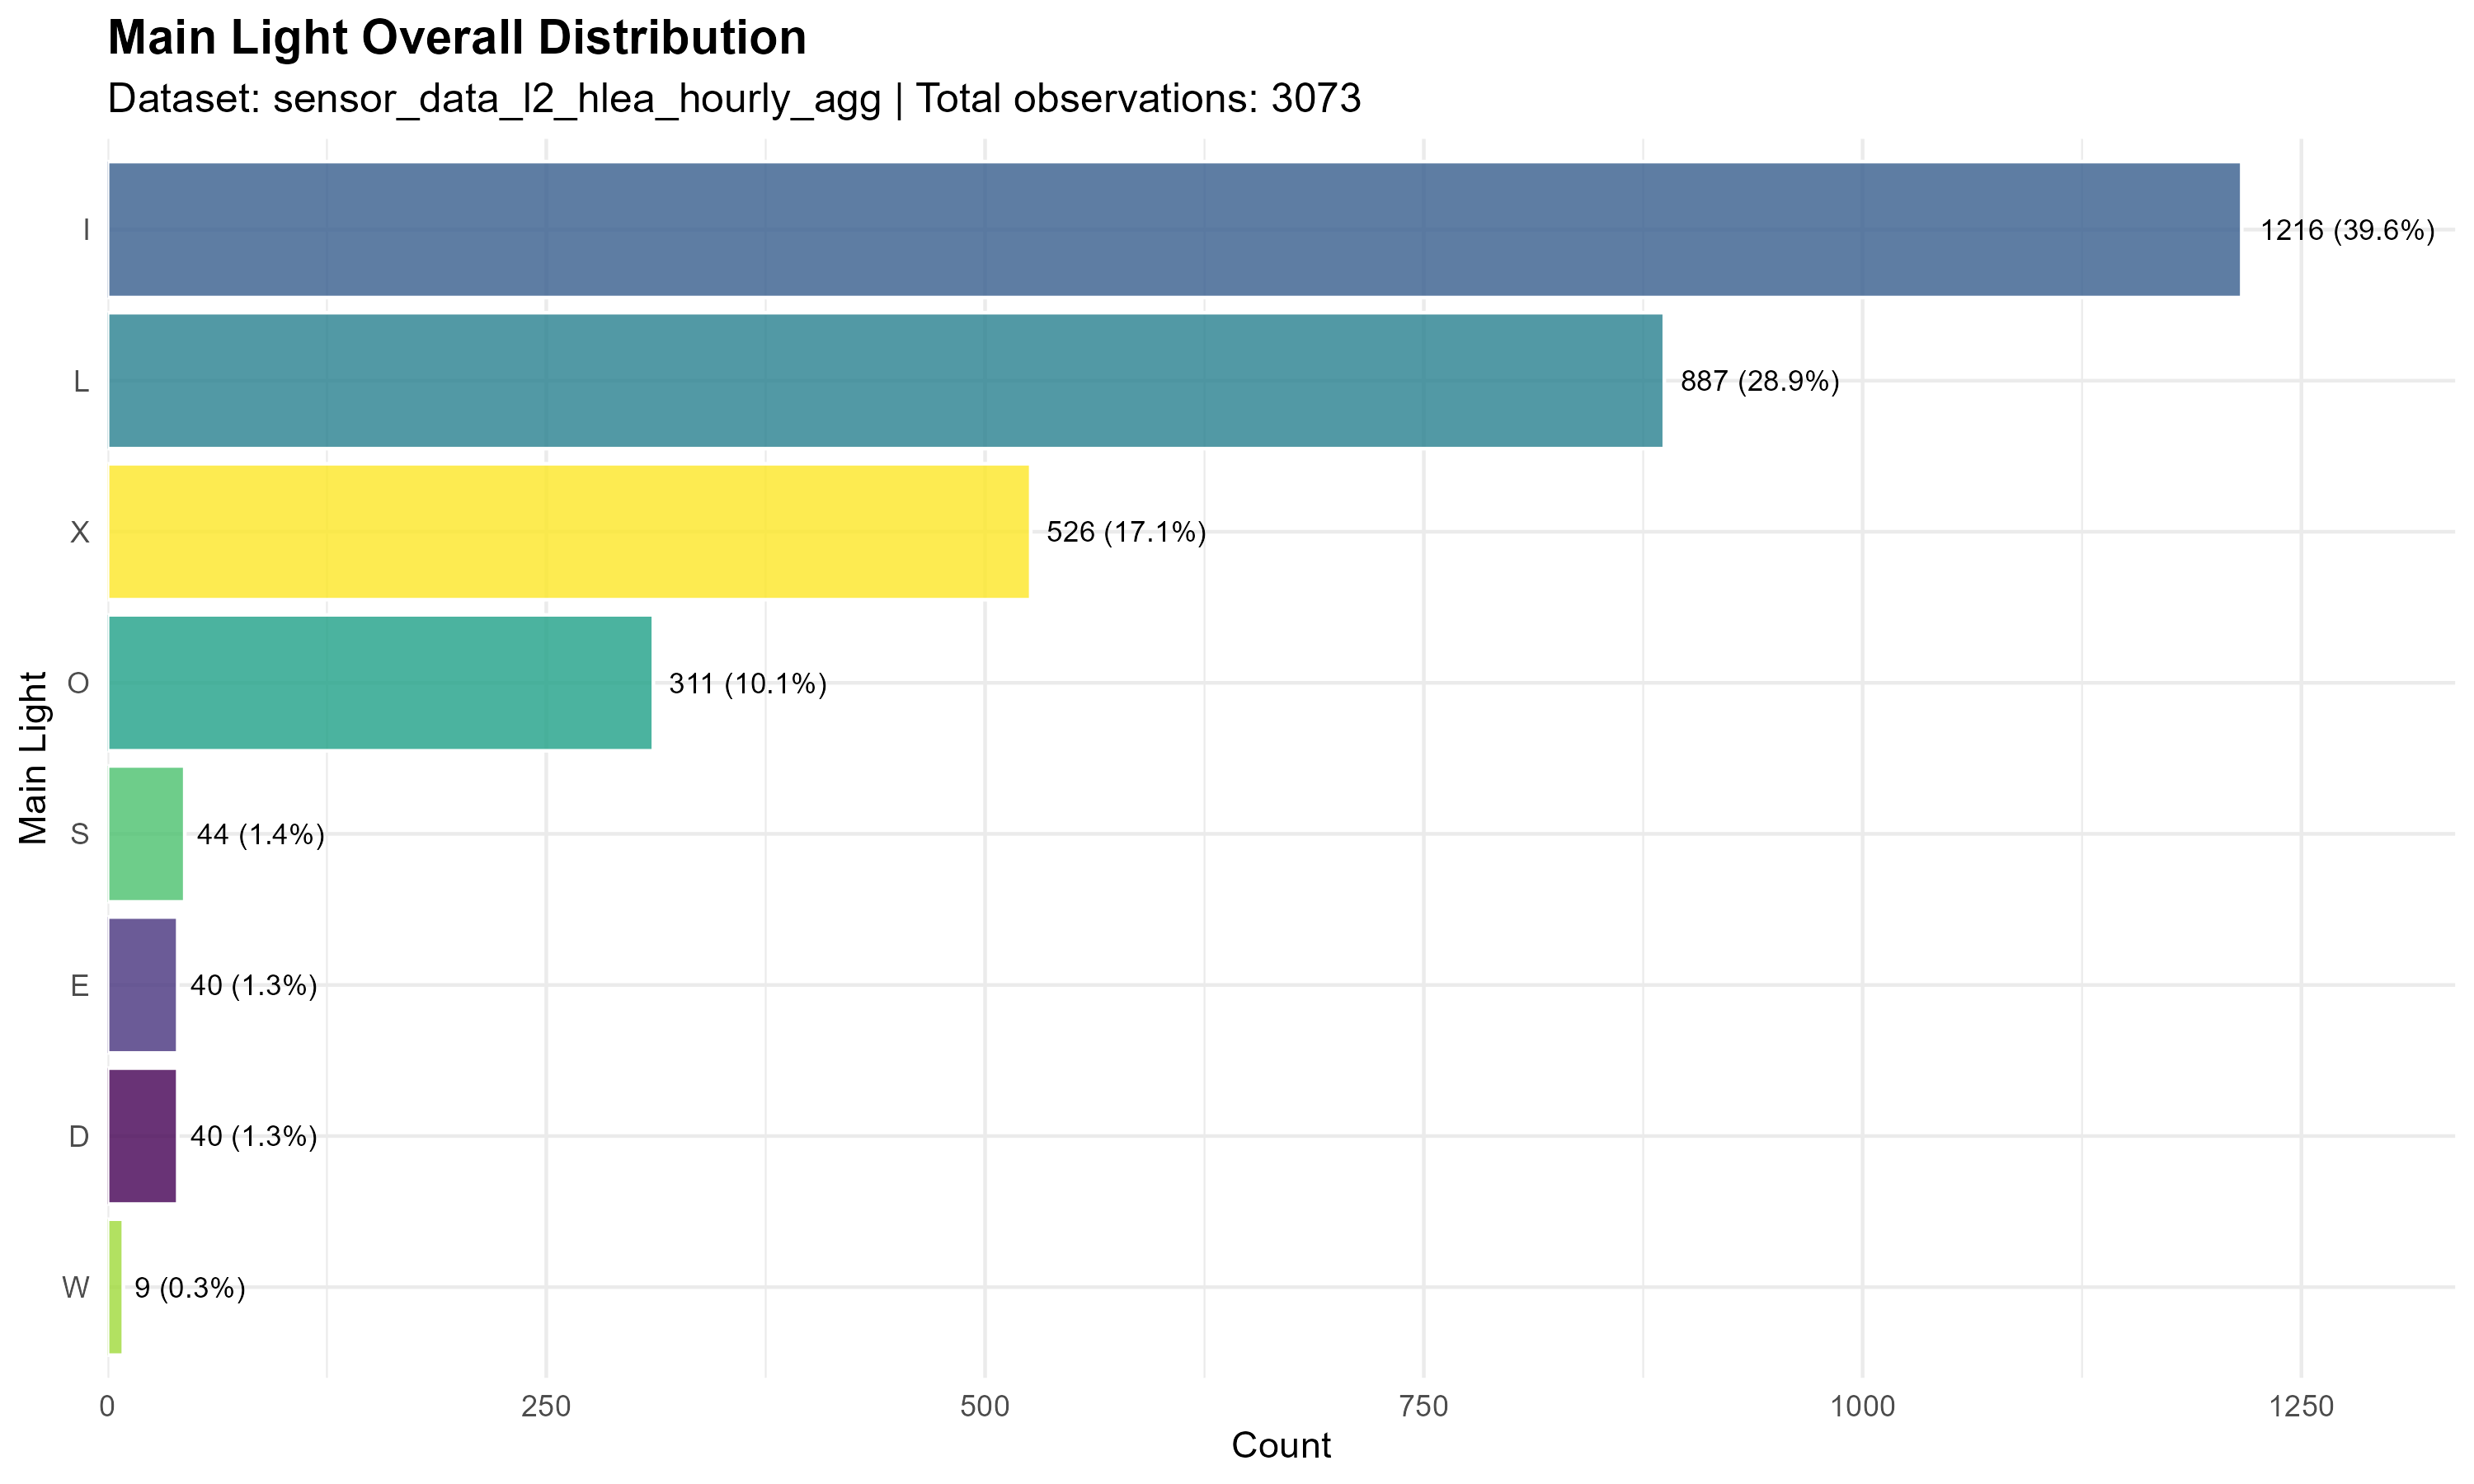 Main Light Overall Distribution
Dataset: sensor_data_l2_hlea_hourly_agg | Total observations: 3073
Main Light
I
1216 (39.6%)
L
887 (28.9%)
X
526 (17.1%)
O
311 (10.1%)
S
44 (1.4%)
E
40 (1.3%)
D
40 (1.3%)
W
9 (0.3%)
0 250 500 750 1000 1250
Count